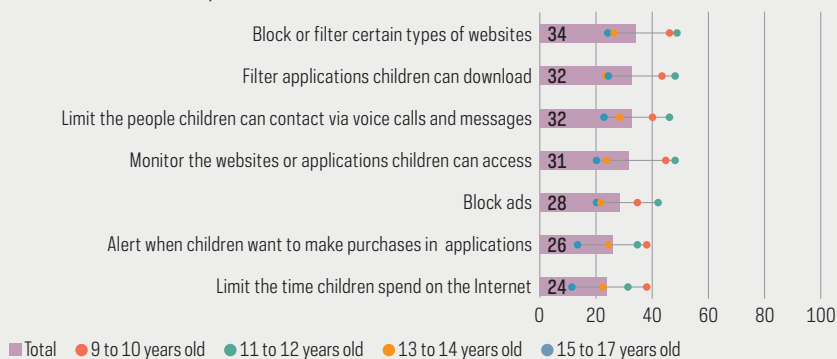 Block or filter certain types of websites 34
Filter applications children can download 32
Limit the people children can contact via voice calls and messages 32
Monitor the websites or applications children can access 31
Block ads 28
Alert when children want to make purchases in applications 26
Limit the time children spend on the Internet 24
0 20 40 60 80 100
Total 9 to 10 years old 11 to 12 years old 13 to 14 years old 15 to 17 years old